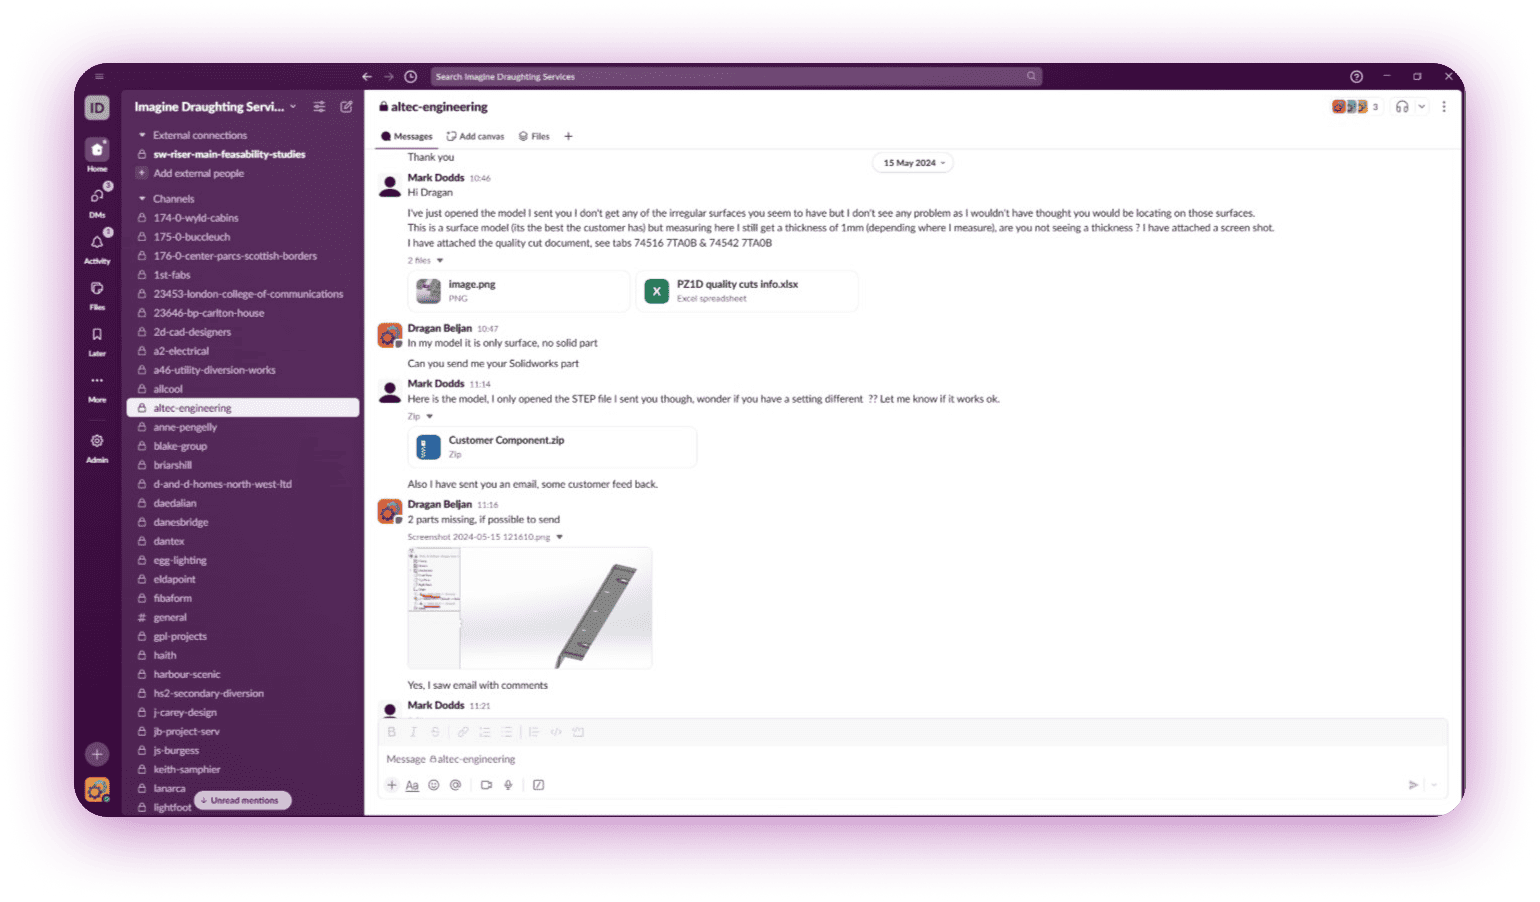 Search Imagine Draughting Services
ID
Imagine Draughting Servi...
Home
3
DMs
3
Activity
Files
Later
More
Admin
External connections
sw-riser-main-feasability-studies
Add external people
Channels
174-0-wyld-cabins
175-0-buccleuch
176-0-center-parcs-scottish-borders
1st-fabs
23453-london-college-of-communications
23646-bp-carlton-house
2d-cad-designers
a2-electrical
a46-utility-diversion-works
allcool
altec-engineering
anne-pengelly
blake-group
briarshill
d-and-d-homes-north-west-ltd
daedalian
danesbridge
dantex
egg-lighting
eldapoint
fibaform
# general
gpl-projects
haith
harbour-scenic
hs2-secondary-diversion
j-carey-design
jb-project-serv
js-burgess
keith-samphier
lanarca
lightfoot
Unread mentions
altec-engineering
3
Messages
Add canvas
Files
15 May 2024
Thank you
Mark Dodds 10:46
Hi Dragan
I've just opened the model I sent you I don't get any of the irregular surfaces you seem to have but I don't see any problem as I wouldn't have thought you would be locating on those surfaces.
This is a surface model (its the best the customer has) but measuring here I still get a thickness of 1mm (depending where I measure), are you not seeing a thickness ? I have attached a screen shot.
I have attached the quality cut document, see tabs 74516 7TA0B & 74542 7TA0B
2 files
image.png
PNG
X
PZ1D quality cuts info.xlsx
Excel spreadsheet
Dragan Beljan 10:47
In my model it is only surface, no solid part
Can you send me your Solidworks part
Mark Dodds 11:14
Here is the model, I only opened the STEP file I sent you though, wonder if you have a setting different ?? Let me know if it works ok.
Zip
Customer Component.zip
Zip
Also I have sent you an email, some customer feed back.
Dragan Beljan 11:16
2 parts missing, if possible to send
Screenshot 2024-05-15 121610.png
Yes, I saw email with comments
Mark Dodds 11:21
B I S
Message altec-engineering
Aa